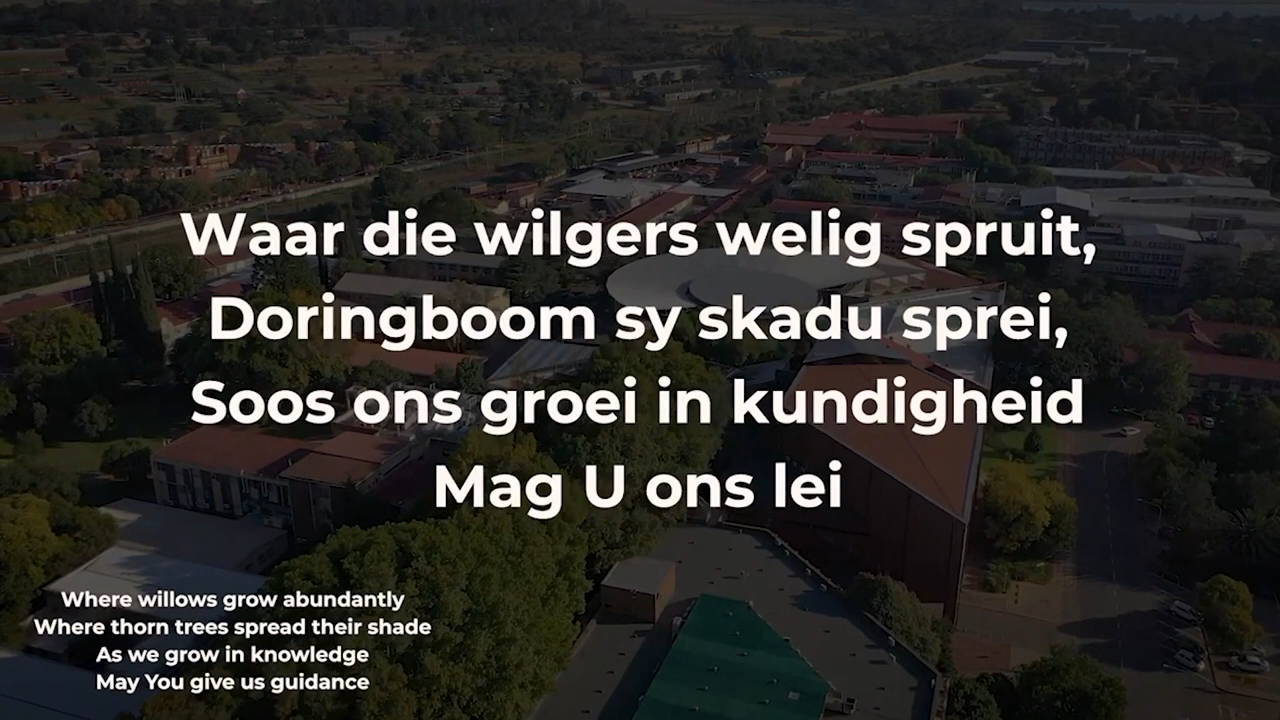 Waar die wilgers welig spruit,
Doringboom sy skadu sprei,
Soos ons groei in kundigheid
Mag U ons lei
Where willows grow abundantly
Where thorn trees spread their shade
As we grow in knowledge
May You give us guidance